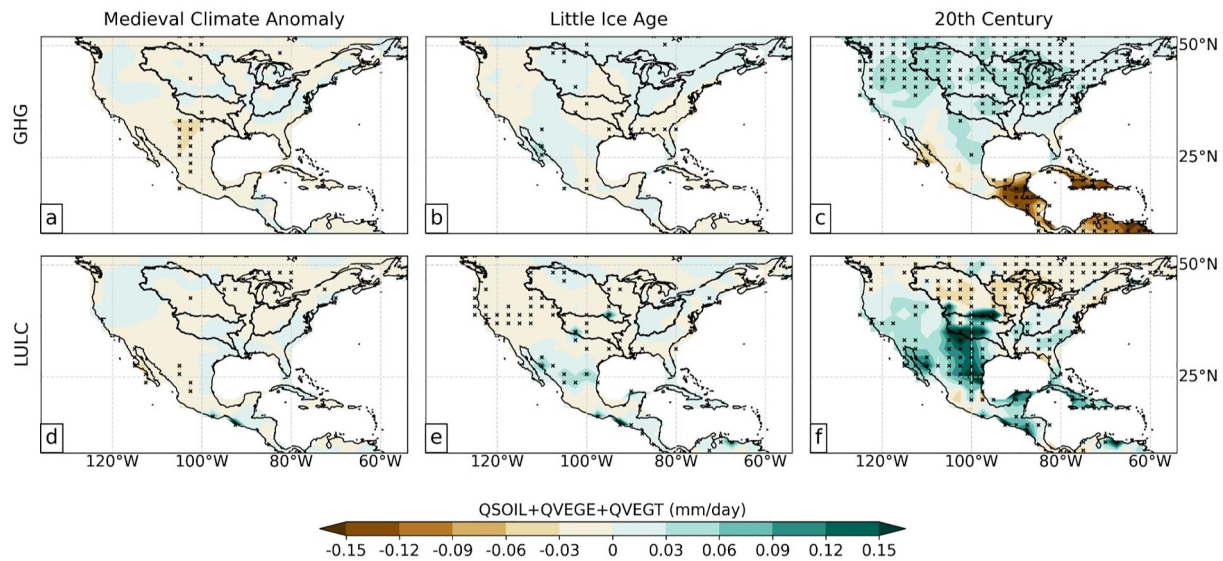 Medieval Climate Anomaly Little Ice Age 20th Century
GHG
50°N
25°N
a b c
LULC
50°N
25°N
d e f
120°W 100°W 80°W 60°W 120°W 100°W 80°W 60°W 120°W 100°W 80°W 60°W
QSOIL+QVEGE+QVEGT (mm/day)
-0.15 -0.12 -0.09 -0.06 -0.03 0 0.03 0.06 0.09 0.12 0.15